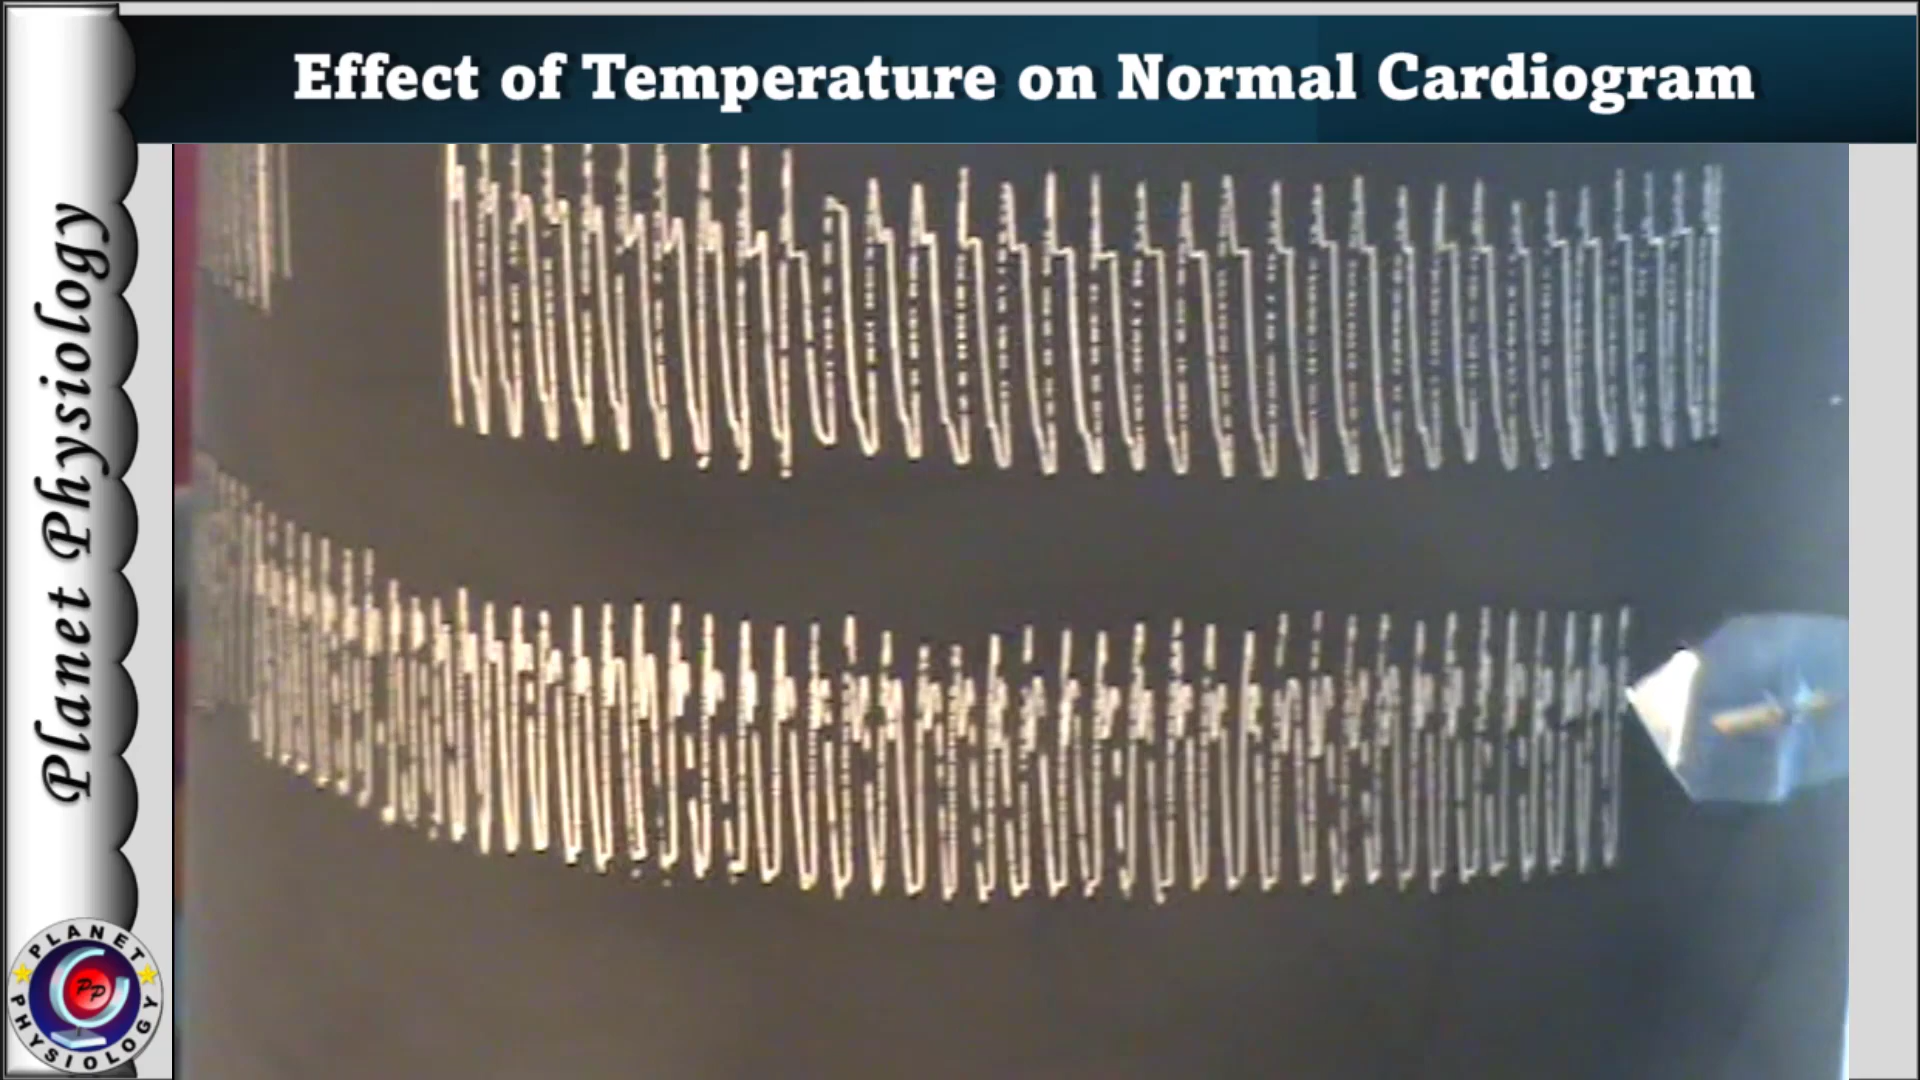 Effect of Temperature on Normal Cardiogram
Planet Physiology
PLANET
PP
PHYSIOLOGY